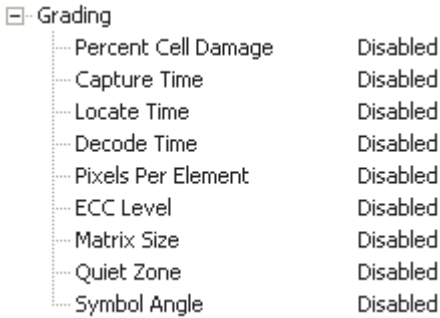 Grading
Percent Cell Damage Disabled
Capture Time Disabled
Locate Time Disabled
Decode Time Disabled
Pixels Per Element Disabled
ECC Level Disabled
Matrix Size Disabled
Quiet Zone Disabled
Symbol Angle Disabled